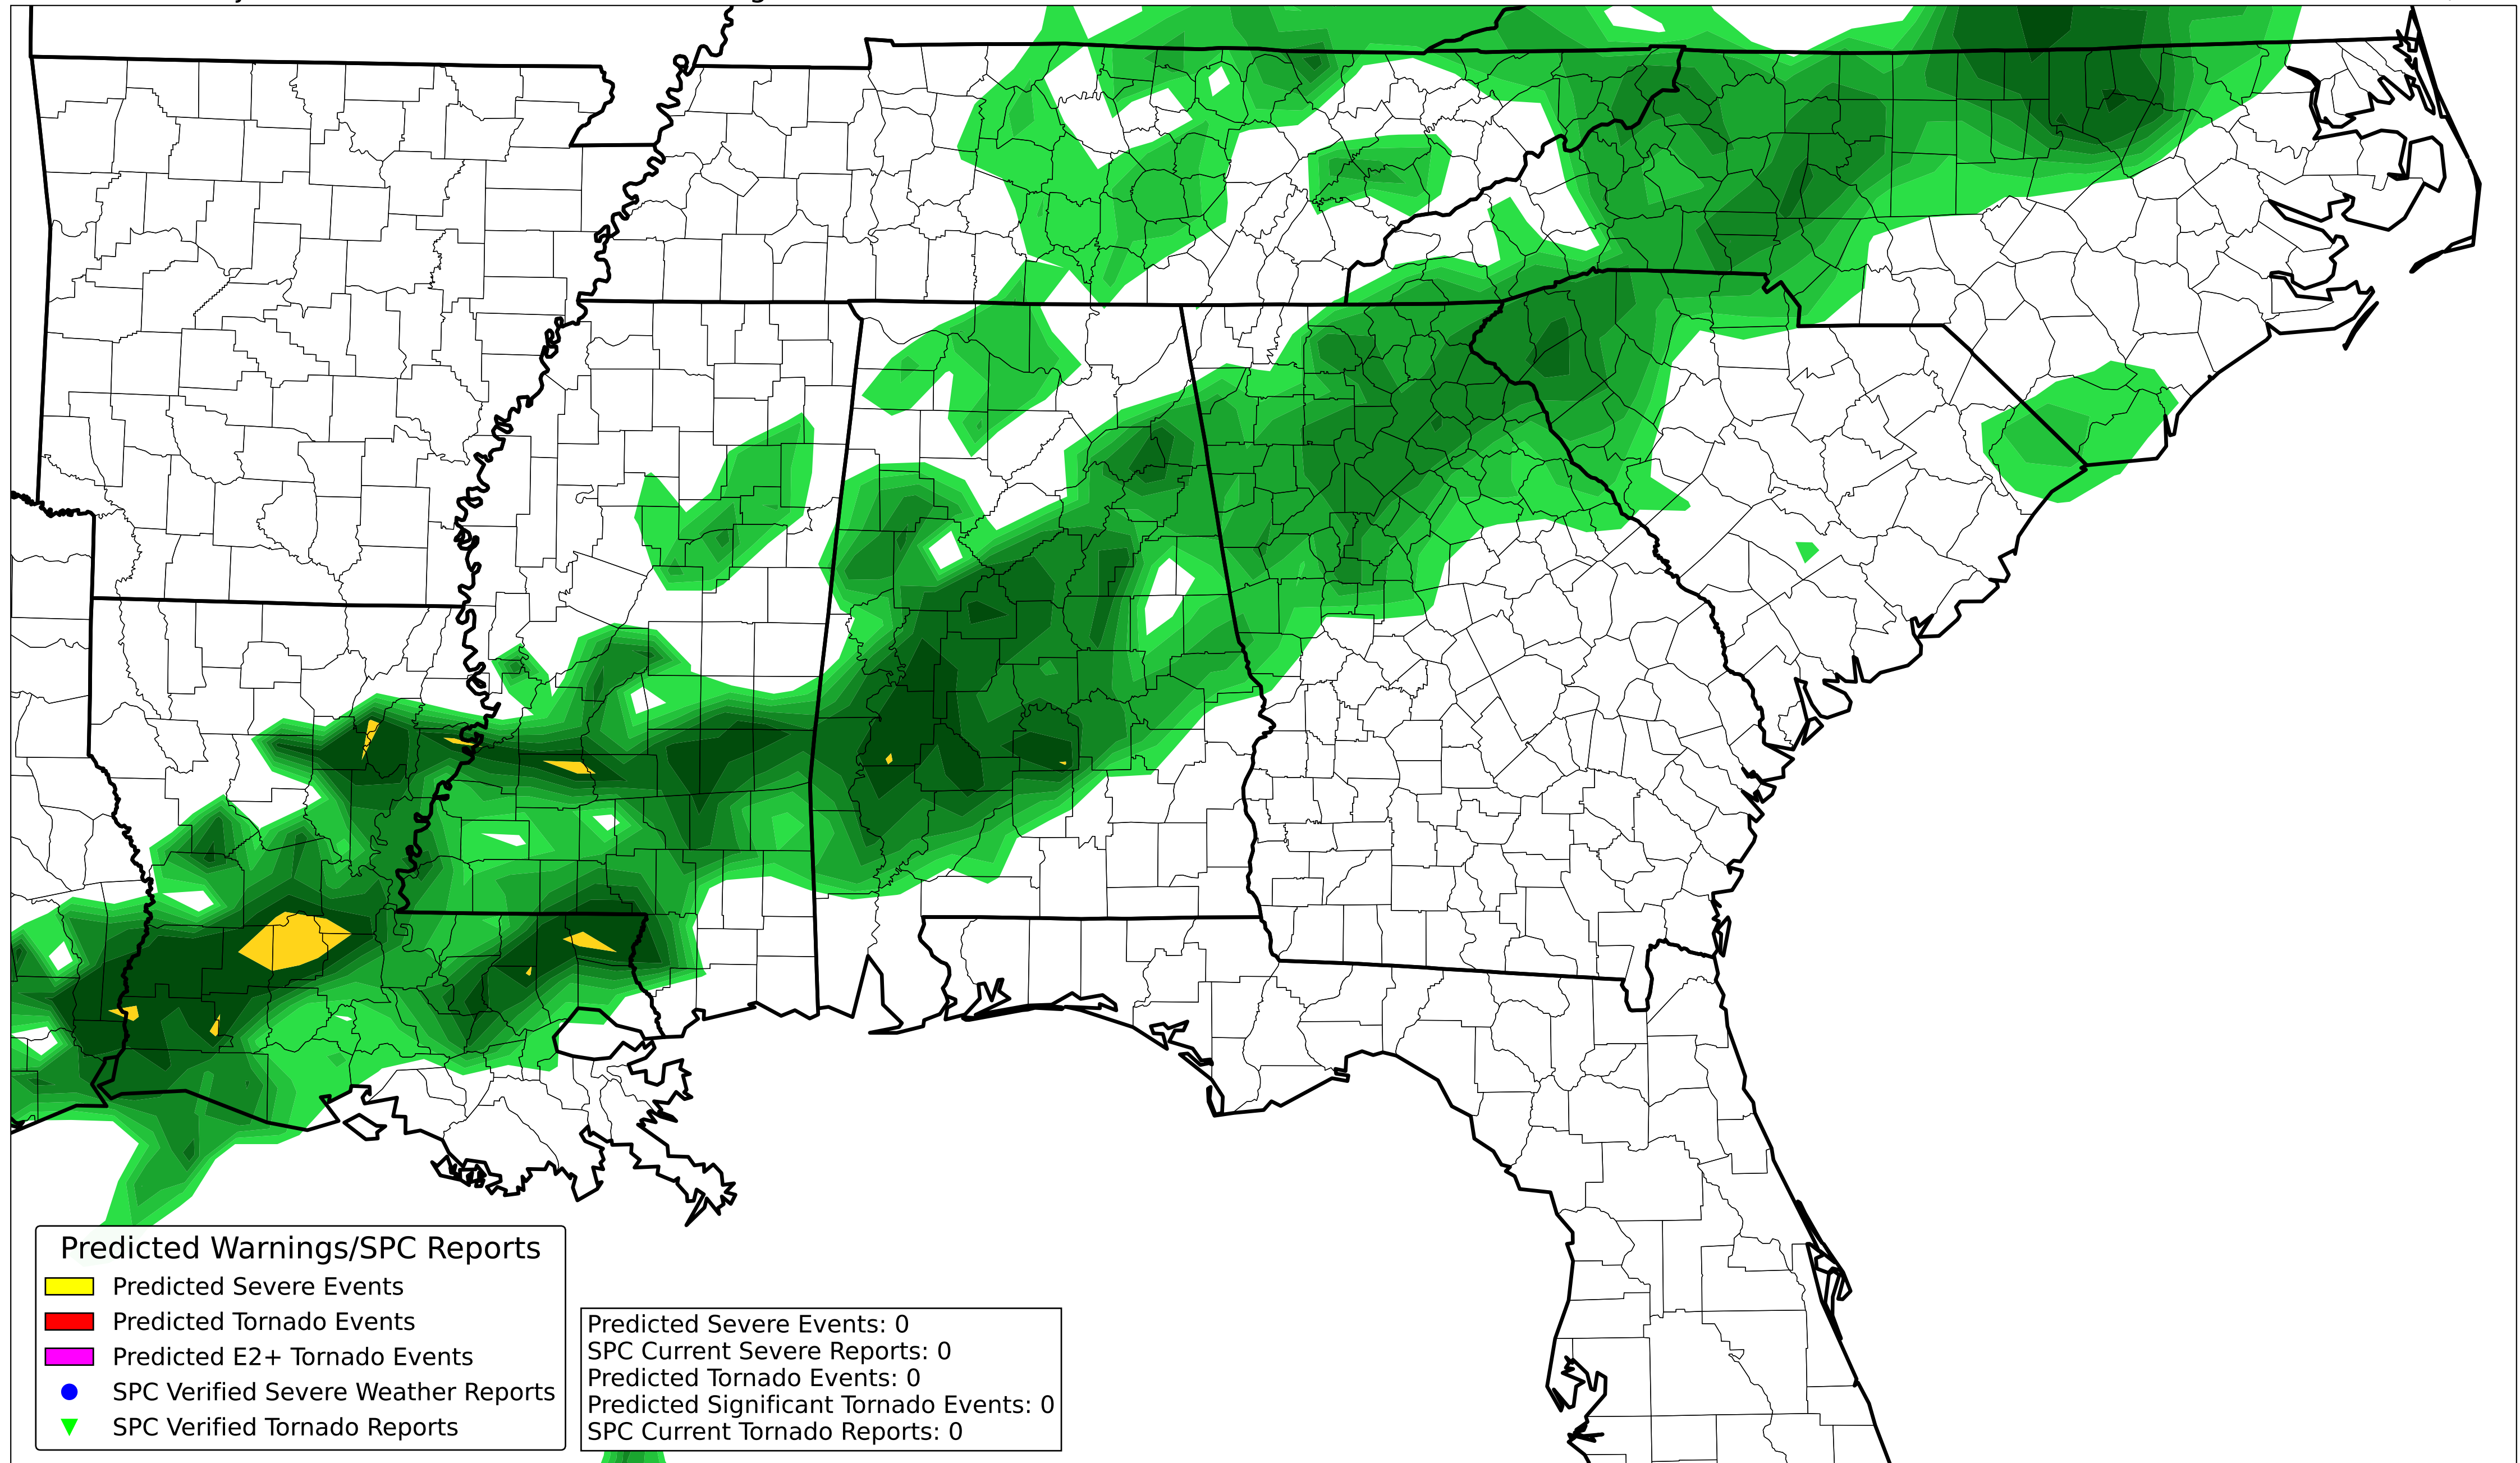 Predicted Warnings/SPC Reports
Predicted Severe Events
Predicted Tornado Events
Predicted E2+ Tornado Events
SPC Verified Severe Weather Reports
SPC Verified Tornado Reports
Predicted Severe Events: 0
SPC Current Severe Reports: 0
Predicted Tornado Events: 0
Predicted Significant Tornado Events: 0
SPC Current Tornado Reports: 0